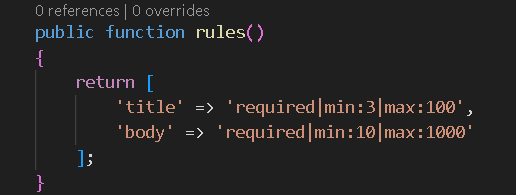 0 references | 0 overrides
public function rules()
{
    return [
        'title' => 'required|min:3|max:100',
        'body' => 'required|min:10|max:1000'
    ];
}